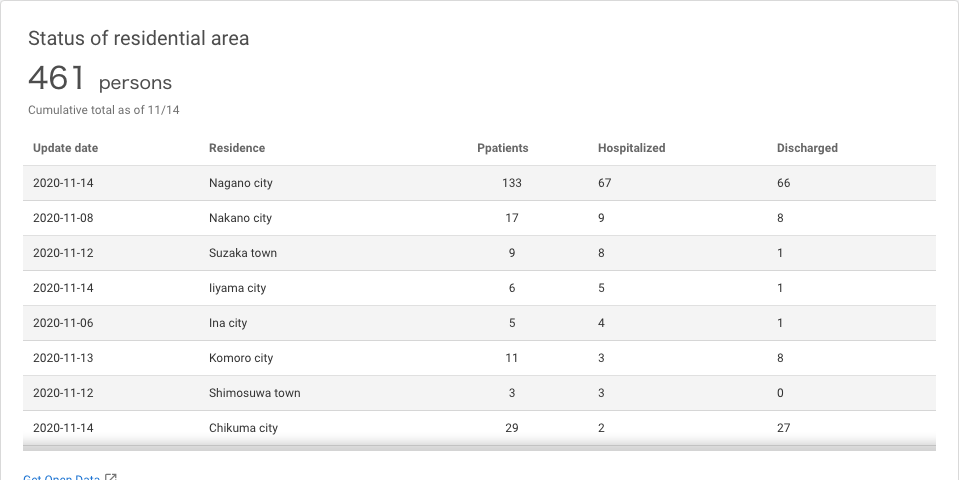 Status of residential area
461 persons
Cumulative total as of 11/14
Update date Residence Ppatients Hospitalized Discharged
2020-11-14 Nagano city 133 67 66
2020-11-08 Nakano city 17 9 8
2020-11-12 Suzaka town 9 8 1
2020-11-14 Iiyama city 6 5 1
2020-11-06 Ina city 5 4 1
2020-11-13 Komoro city 11 3 8
2020-11-12 Shimosuwa town 3 3 0
2020-11-14 Chikuma city 29 2 27
Get Open Data